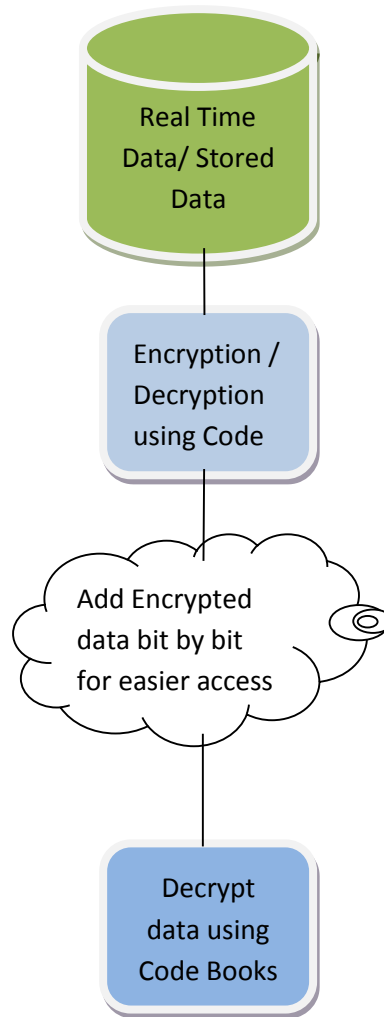 Real Time
Data/ Stored
Data
Encryption /
Decryption
using Code
Add Encrypted
data bit by bit
for easier access
Decrypt
data using
Code Books